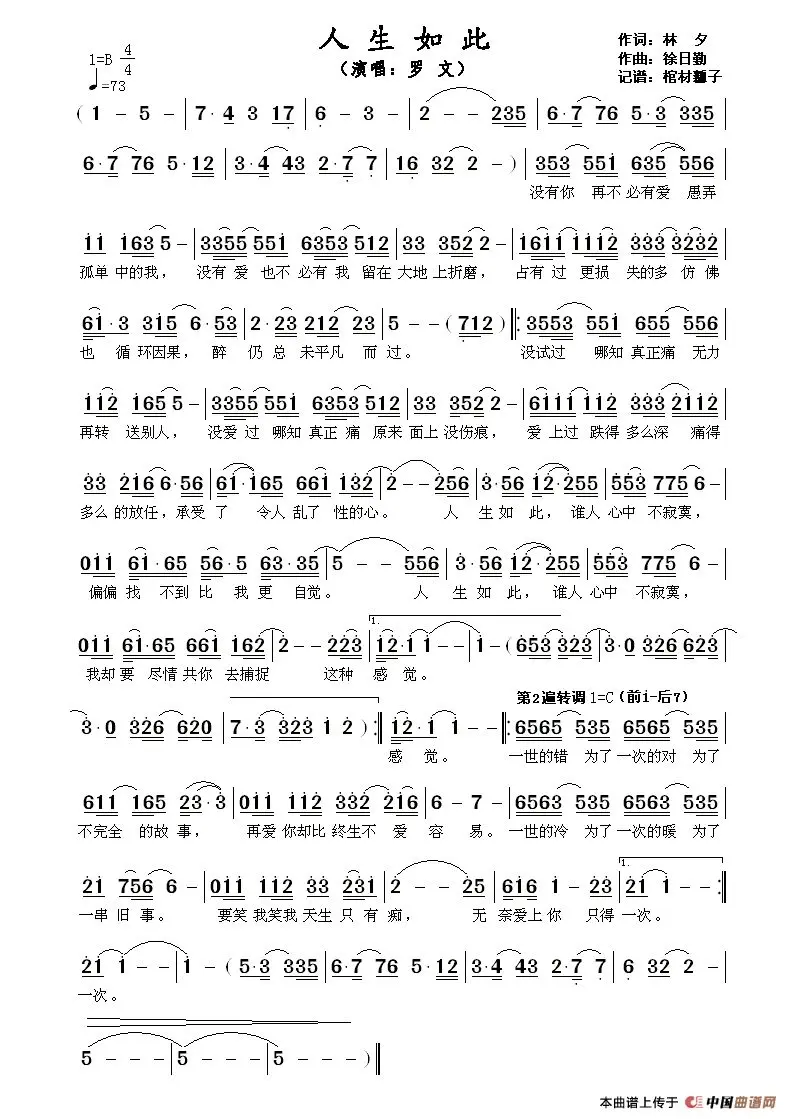 人生如此
(演唱：罗 文)
作词：林 夕
作曲：徐日勤
记谱：棺材瓤子
1=B 4/4
♩=73
(1 - 5 - | 7·4 3 17 | 6 - 3 - | 2 - - 235 | 6·7 76 5·3 335
6·7 76 5·12 | 3·4 43 2·7 7 | 16 32 2 - ) | 353 551 635 556
没有你 再不 必有爱 愚弄
11 163 5 - | 3355 551 6353 512 | 33 352 2 - | 1611 1112 333 3232
孤单 中的我， 没有 爱 也不 必有 我 留在 大地 上折磨， 占有 过 更损 失的多 仿 佛
61·3 315 6·53 | 2·23 212 23 | 5 - - (712) |: 3553 551 655 556
也 循 环因果， 醉 仍 总 未平凡 而 过。 没试过 哪知 真正痛 无力
112 165 5 - | 3355 551 6353 512 | 33 352 2 - | 6111 112 333 2112
再转 送别人， 没爱 过 哪知 真正 痛 原来 面上 没伤痕， 爱 上过 跌得 多么深 痛得
33 216 6·56 | 61·165 661 132 | 2 - - 256 | 3·56 12·255 | 553 775 6 -
多么 的放任，承受 了 令人 乱了 性的心。 人 生 如 此，谁人 心中 不寂寞，
011 61·65 56·5 63·35 | 5 - - 556 | 3·56 12·255 | 553 775 6 -
偏偏 找 不到 比 我 更 自觉。 人 生 如 此，谁人 心中 不寂寞，
011 61·65 661 162 | 2 - - 223 | 1. 12·1 1 - - | 1 - (653 323 | 3·0 326 623
我却 要 尽情 共你 去捕捉 这种 感 觉。
第2遍转调 1=C（前i-后7）
3·0 326 620 | 7·3 323 1 2 ) :| 12·1 1 - - |: 6565 535 6565 535
感 觉。 一世的错 为了 一次的对 为了
611 165 23·3 | 011 112 332 216 | 6 - 7 - | 6563 535 6563 535
不完全 的故 事， 再爱 你却比 终生不 爱 容 易。 一世的冷 为了 一次的暖 为了
21 756 6 - | 011 112 33 231 | 2 - - 25 | 616 1 - 23 | 1. 21 1 - - :|
一串 旧 事。 要笑 我笑我 天生 只 有 痴， 无 奈爱上 你 只得 一次。
21 1 - - | 1 - (5·3 335 | 6·7 76 5·12 | 3·4 43 2·7 7 | 6 32 2 -
一次。
5 - - - | 5 - - - | 5 - - - ) ‖
本曲谱上传于 中国曲谱网